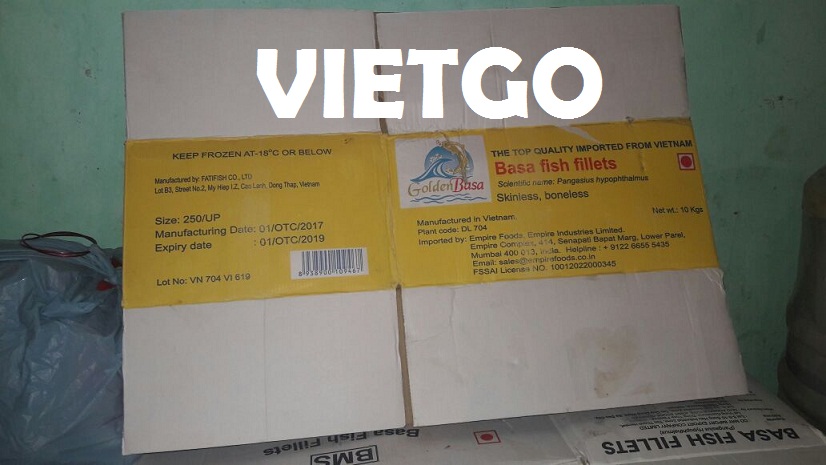 VIETGO
KEEP FROZEN AT-18°C OR BELOW
Manufactured by: FATIFISH CO., LTU
Lot B3, Street No.2, My Hiep I.Z, Cao Lanh, Dong Thap, Vietnam
Size: 250/UP
Manufacturing Date: 01/OTC/2017
Expiry date : 01/OTC/2019
Lot No: VN 704 VI 619
GoldenBasa
THE TOP QUALITY IMPORTED FROM VIETNAM
Basa fish fillets
Scientific name: Pangasius hypophthalmus
Skinless, boneless
Net wt.: 10 Kgs
Manufactured in Vietnam
Plant code: DL 704
Imported by: Empire Foods, Empire Industries Limited.
Empire Complex, 414, Senapati Bapat Marg, Lower Parel,
Mumbai 400 013, India. Helpline : + 9122 6655 5435
Email: sales@empirefoods.co.in
FSSAI License NO. 10012022000345
Basa Fish Fillets
BMS
BASA FISH FILLETS
(Pangasius Hypophthalmus)